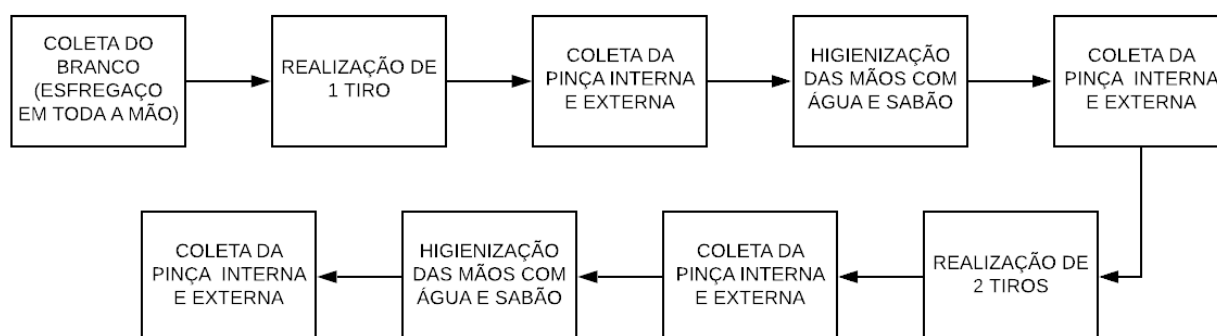 COLETA DO
BRANCO
(ESFREGAÇO
EM TODA A MÃO)
REALIZAÇÃO DE
1 TIRO
COLETA DA
PINÇA INTERNA
E EXTERNA
HIGIENIZAÇÃO
DAS MÃOS COM
ÁGUA E SABÃO
COLETA DA
PINÇA INTERNA
E EXTERNA
REALIZAÇÃO DE
2 TIROS
COLETA DA
PINÇA INTERNA
E EXTERNA
HIGIENIZAÇÃO
DAS MÃOS COM
ÁGUA E SABÃO
COLETA DA
PINÇA INTERNA
E EXTERNA